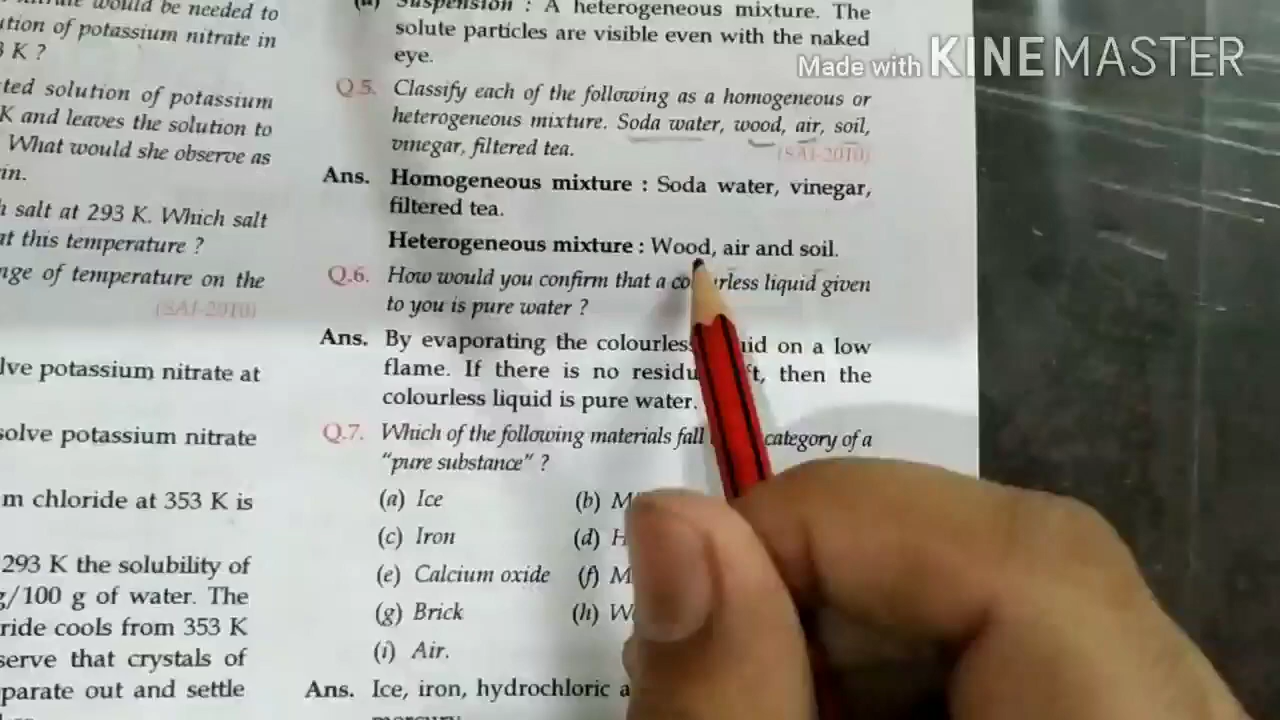 would be needed to
tion of potassium nitrate in
K ?
ted solution of potassium
K and leaves the solution to
What would she observe as
in.
salt at 293 K. Which salt
at this temperature ?
nge of temperature on the
(SAI-2010)
lve potassium nitrate at
solve potassium nitrate
m chloride at 353 K is
293 K the solubility of
g/100 g of water. The
ride cools from 353 K
serve that crystals of
parate out and settle
Suspension : A heterogeneous mixture. The
solute particles are visible even with the naked
eye.
Made with KINEMASTER
Q.5. Classify each of the following as a homogeneous or
heterogeneous mixture. Soda water, wood, air, soil,
vinegar, filtered tea. (SAI-2010)
Ans. Homogeneous mixture : Soda water, vinegar,
filtered tea.
Heterogeneous mixture : Wood, air and soil.
Q.6. How would you confirm that a liquid given
to you is pure water ?
Ans. By evaporating the on a low
flame. If there is no then the
colourless liquid is pure water.
Q.7. Which of the following materials fall category of a
"pure substance" ?
(a) Ice (b)
(c) Iron (d)
(e) Calcium oxide (f)
(g) Brick (h)
(i) Air.
Ans. Ice, iron, hydrochloric
mercury.